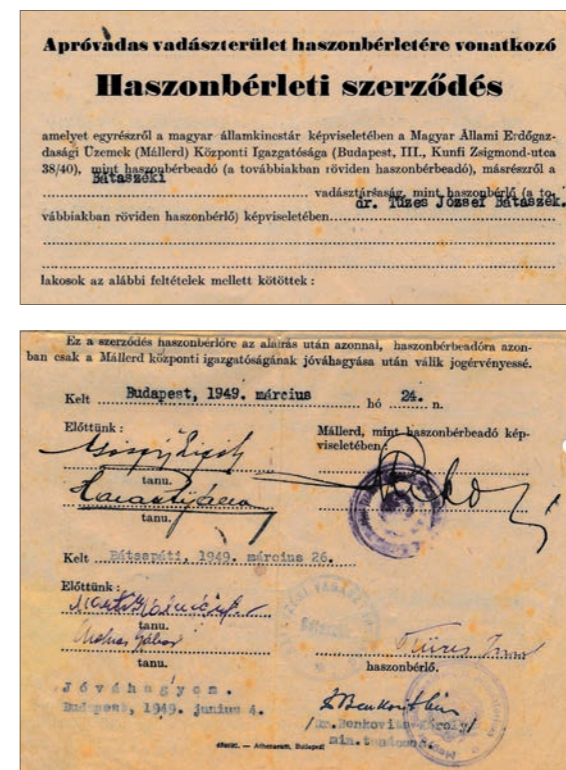 Apróvadas vadászterület haszonbérletére vonatkozó
Haszonbérleti szerződés
amelyet egyrészről a magyar államkincstár képviseletében a Magyar Állami Erdőgaz-
dasági Üzemek (Mállerd) Központi Igazgatósága (Budapest, III., Kunfi Zsigmond-utca
38/40), mint haszonbérbeadó (a továbbiakban röviden haszonbérbeadó), másrészről a
Bátaszéki
vadásztársaság, mint haszonbérlő (a to-
dr. Tüzes József Bátaszék.
vábbiakban röviden haszonbérlő) képviseletében
lakosok az alábbi feltételek mellett kötöttek :
Ez a szerződés haszonbérlőre az aláírás után azonnal, haszonbérbeadóra azon-
ban csak a Mállerd központi igazgatóságának jóváhagyása után válik jogérvényessé.
Kelt Budapest, 1949. március hó 24. n.
Előttünk :
Mállerd, mint haszonbérbeadó kép-
viseletében :
tanu.
tanu.
Kelt Bátaapáti, 1949. március 26.
Előttünk :
tanu.
Gábor
tanu.
haszonbérlő.
Jóváhagyom.
Budapest, 1949. junius 4.
/Dr.Benkovits Károly/
min.
Athenaeum, Budapest